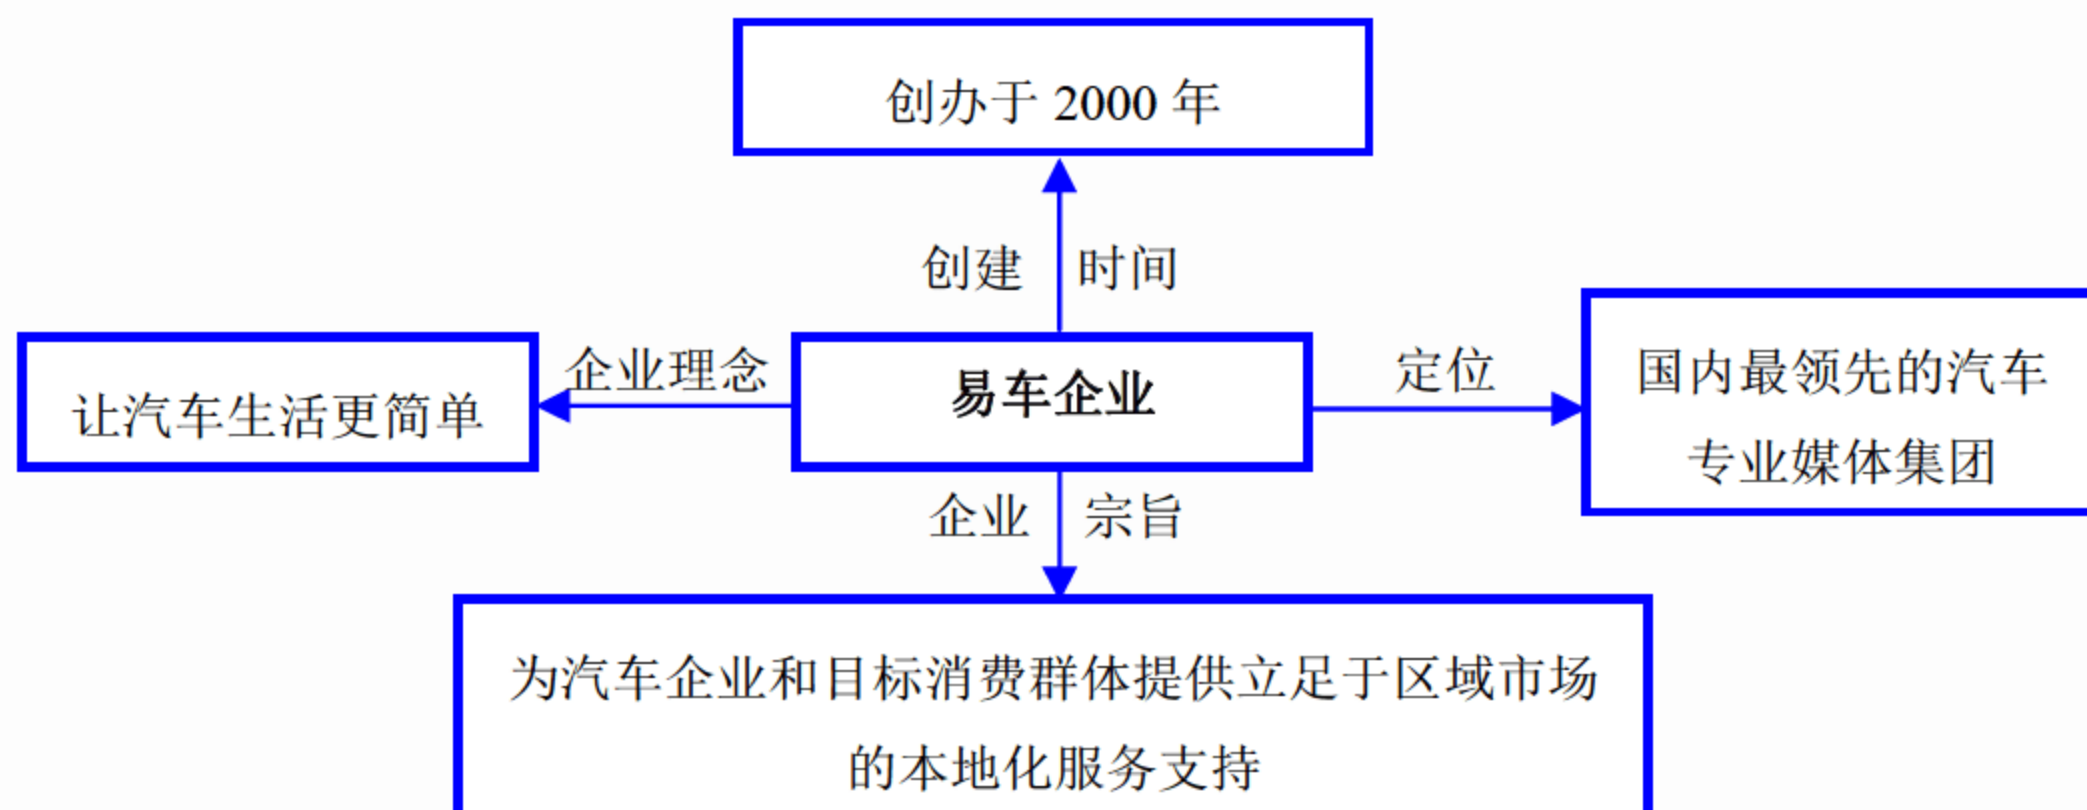 创办于 2000 年
创建 时间
企业理念
易车企业
定位
让汽车生活更简单
国内最领先的汽车
专业媒体集团
企业 宗旨
为汽车企业和目标消费群体提供立足于区域市场
的本地化服务支持